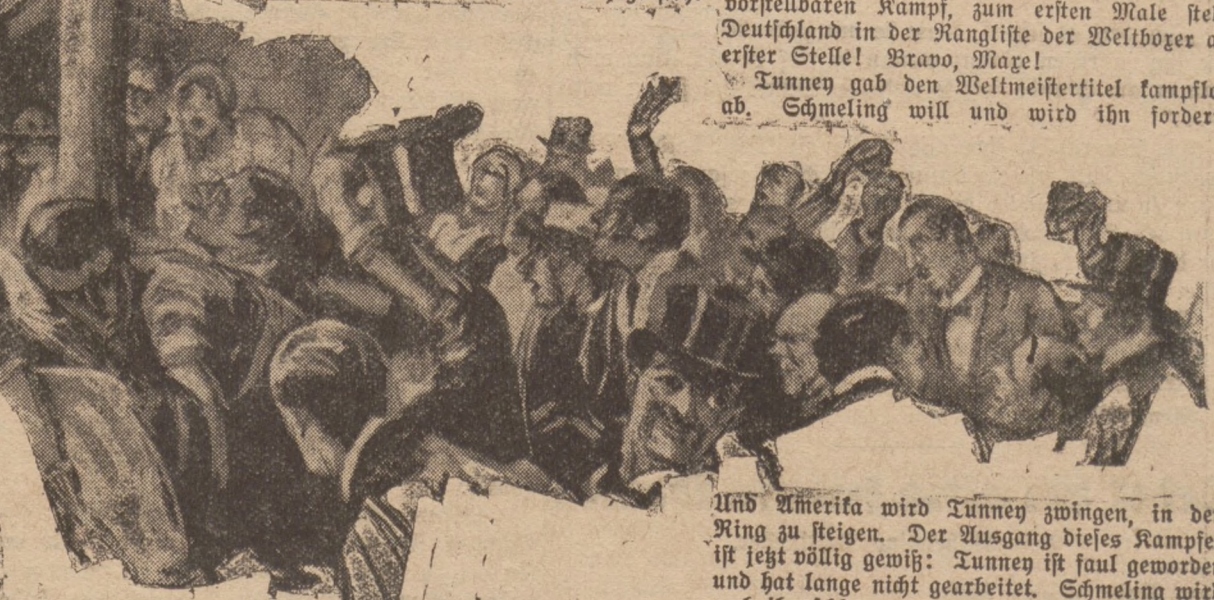 vorstellbaren Kampf, zum ersten Male
Deutschland in der Rangliste der Weltboxer
erster Stelle! Bravo, Maxe!
Tunney gab den Weltmeistertitel
ab. Schmeling will und wird ihn
Und Amerika wird Tunney zwingen, in
Ring zu steigen. Der Ausgang dieses
ist jetzt völlig gewiß: Tunney ist faul
und hat lange nicht gearbeitet. Schmeling